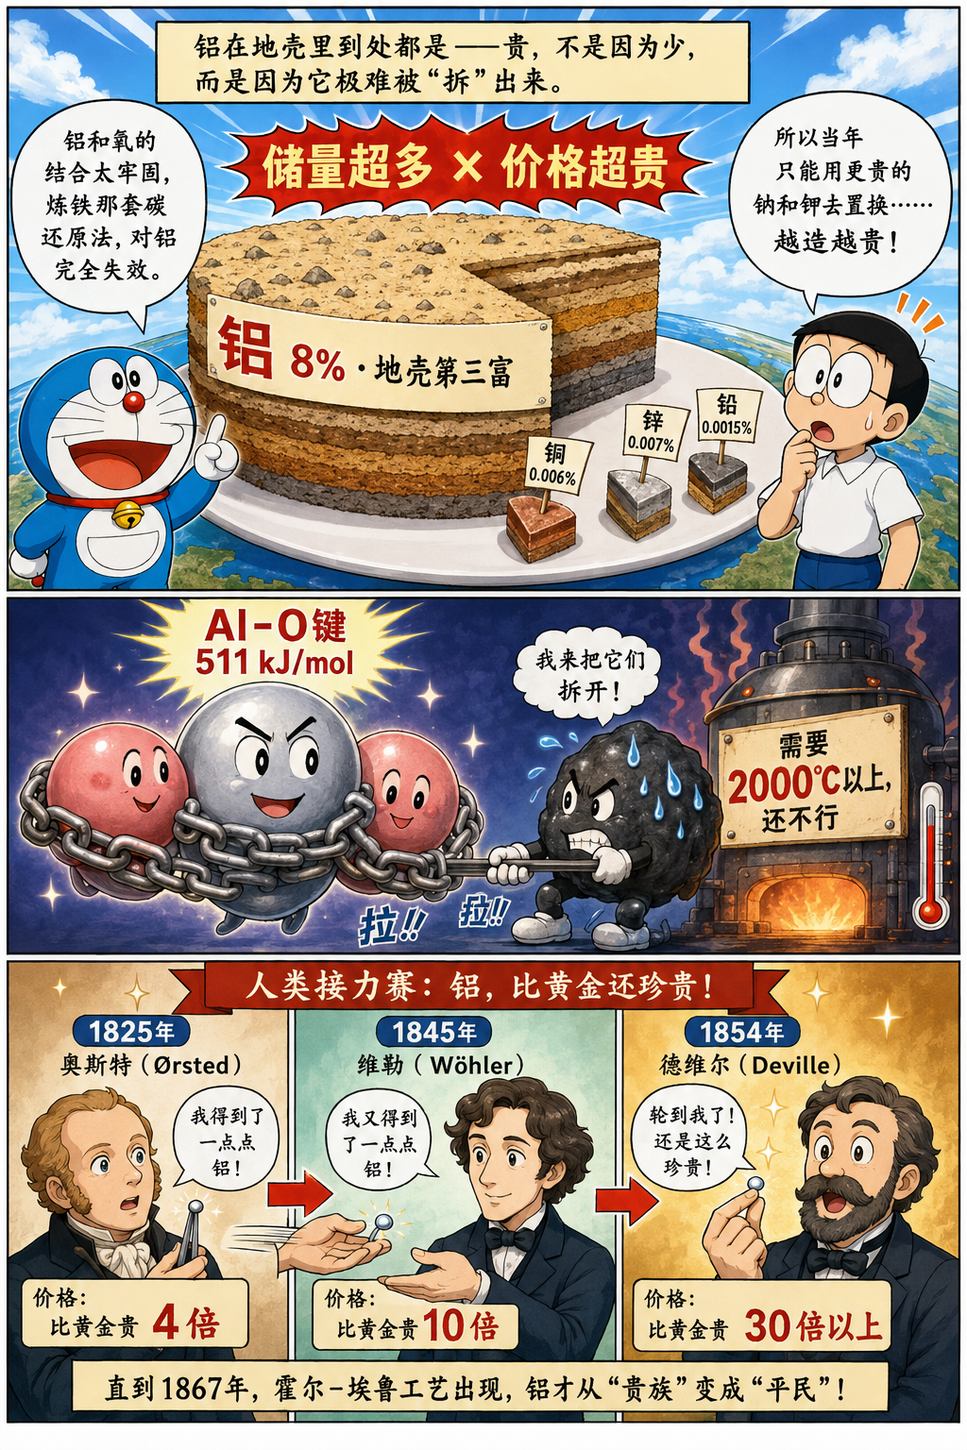 铝在地壳里到处都是——贵，不是因为少，
而是因为它极难被“拆”出来。
铝和氧的
结合太牢固，
炼铁那套碳
还原法，对铝
完全失效。
储量超多 × 价格超贵
所以当年
只能用更贵的
钠和钾去置换……
越造越贵！
铝 8%·地壳第三富
铜
0.006%
锌
0.007%
铅
0.0015%
Al-O键
511 kJ/mol
我来把它们
拆开！
需要
2000℃以上，
还不行
拉!!
拉!!
人类接力赛：铝，比黄金还珍贵！
1825年
奥斯特（Ørsted）
我得到了
一点点
铝！
价格：
比黄金贵 4倍
1845年
维勒（Wöhler）
我又得到
了一点点
铝！
价格：
比黄金贵10倍
1854年
德维尔（Deville）
轮到我了！
还是这么
珍贵！
价格：
比黄金贵 30倍以上
直到1867年，霍尔-埃鲁工艺出现，铝才从“贵族”变成“平民”！